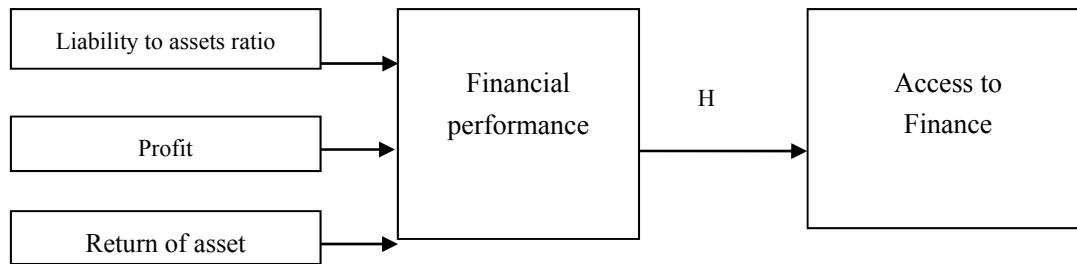 Liability to assets ratio
Profit
Return of asset
Financial
performance
H
Access to
Finance